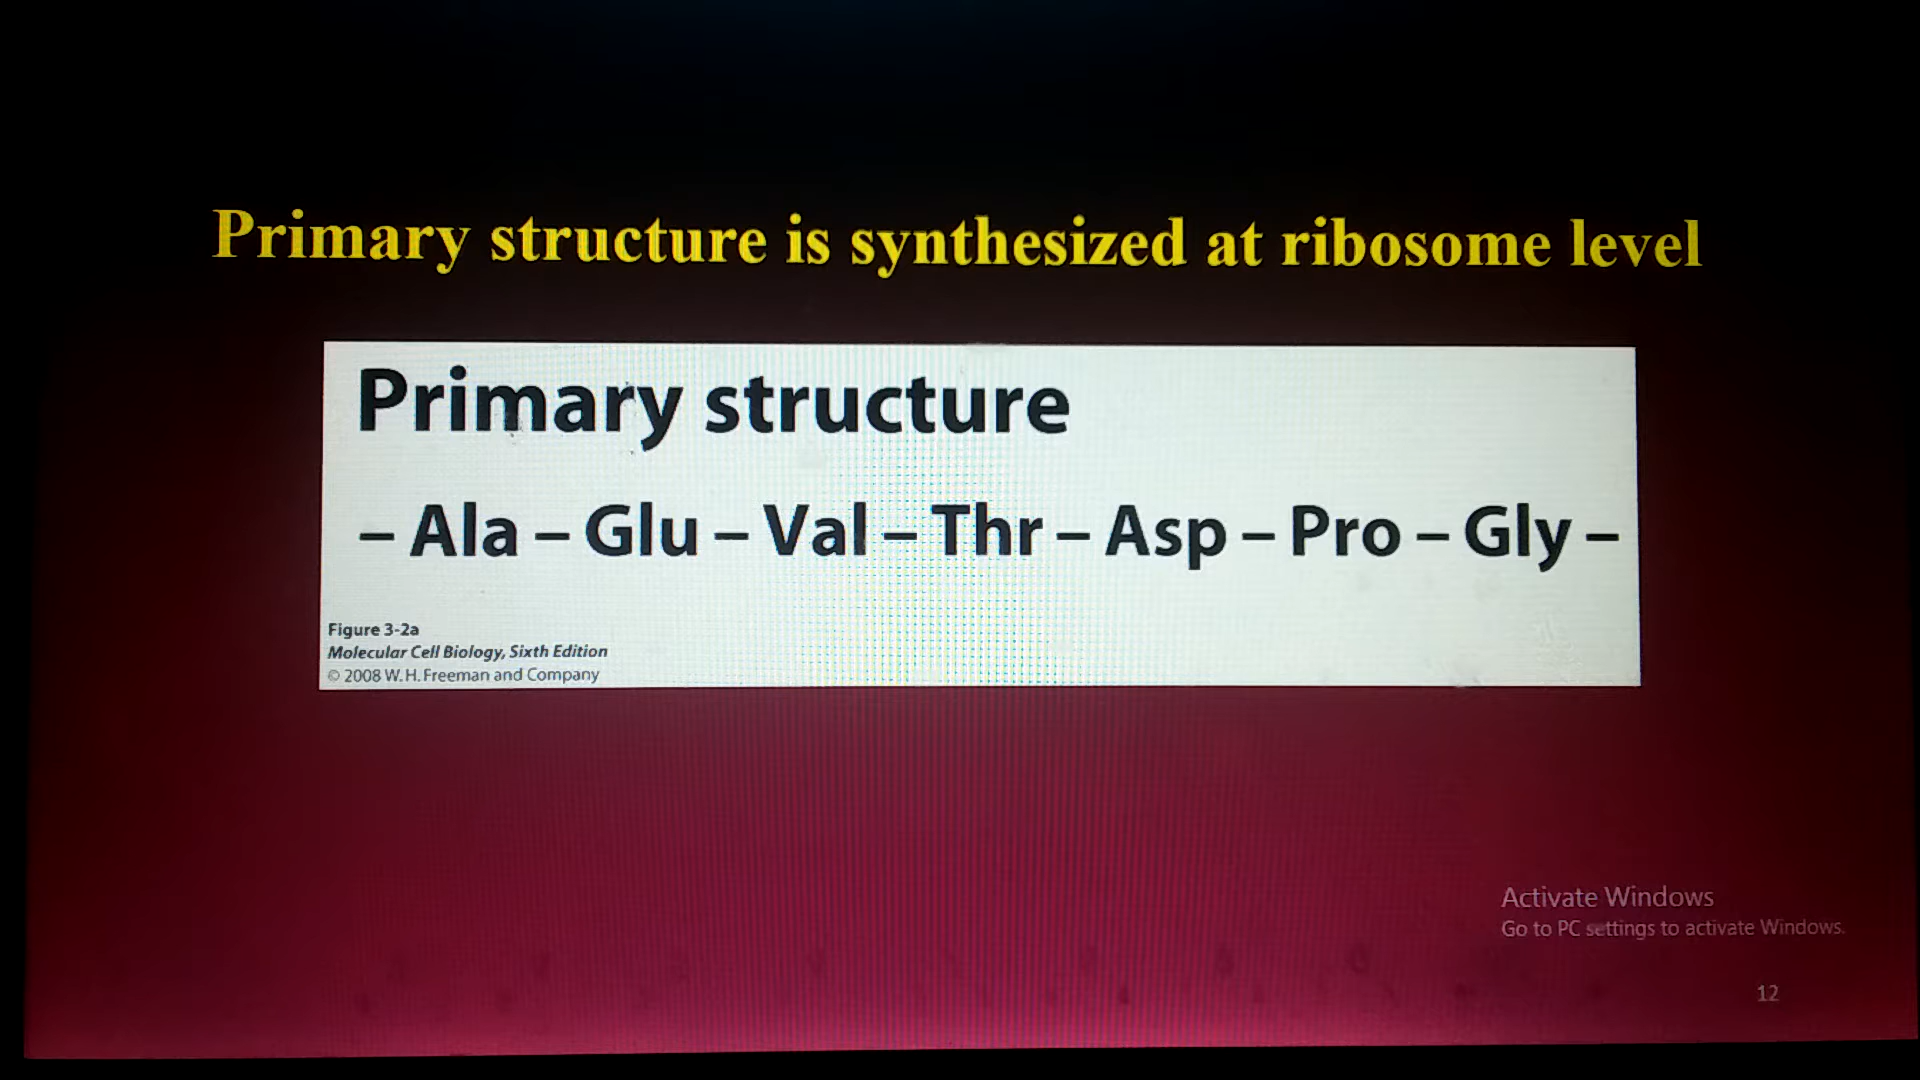 Primary structure is synthesized at ribosome level
Primary structure
– Ala – Glu – Val – Thr – Asp – Pro – Gly –
Figure 3-2a
Molecular Cell Biology, Sixth Edition
© 2008 W. H. Freeman and Company
Activate Windows
Go to PC settings to activate Windows.
12